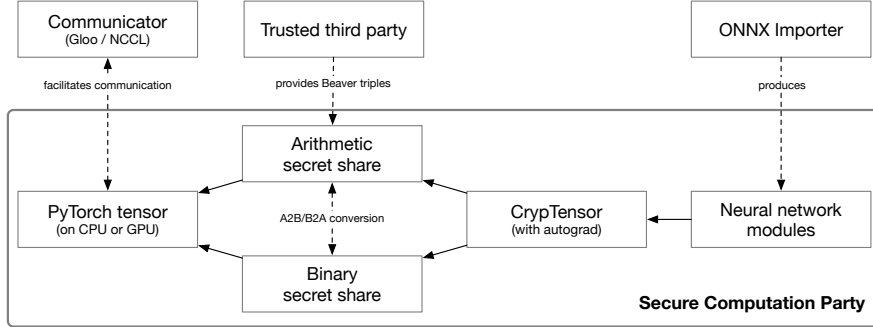 Communicator
(Gloo / NCCL)
Trusted third party
ONNX Importer
facilitates communication
provides Beaver triples
produces
Arithmetic
secret share
PyTorch tensor
(on CPU or GPU)
A2B/B2A conversion
CrypTensor
(with autograd)
Neural network
modules
Binary
secret share
Secure Computation Party